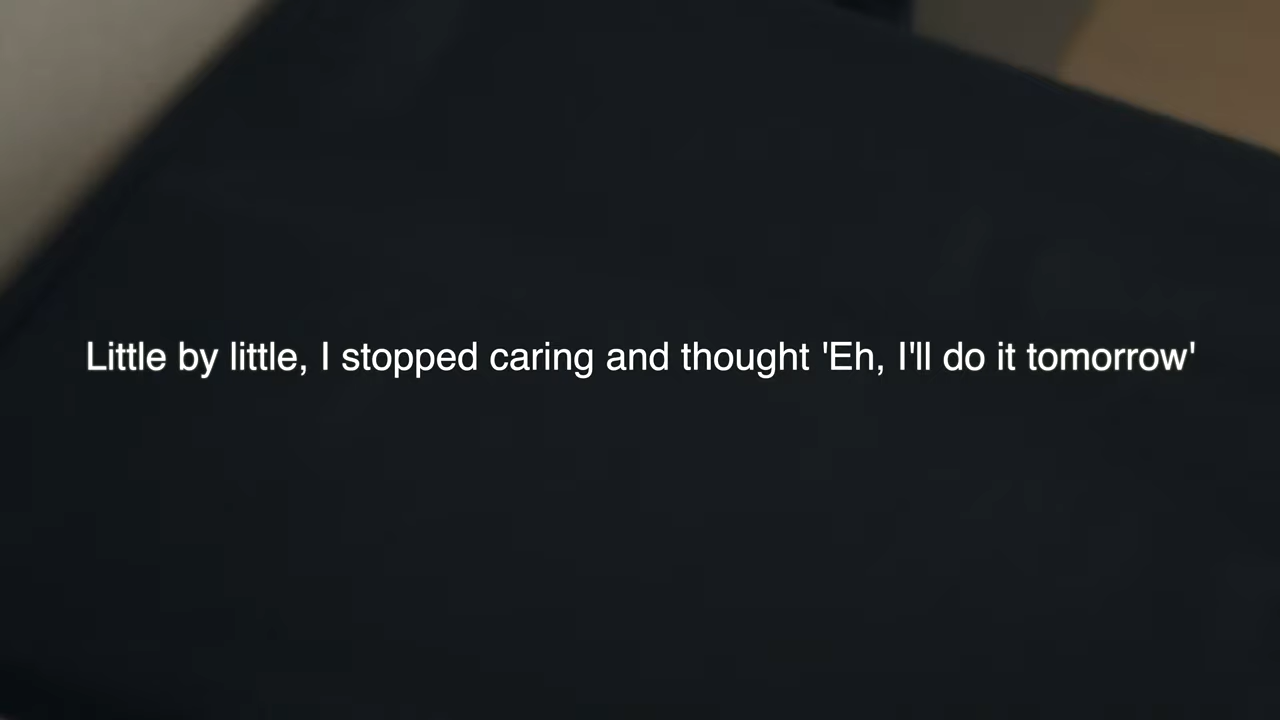 Little by little, I stopped caring and thought 'Eh, I'll do it tomorrow'